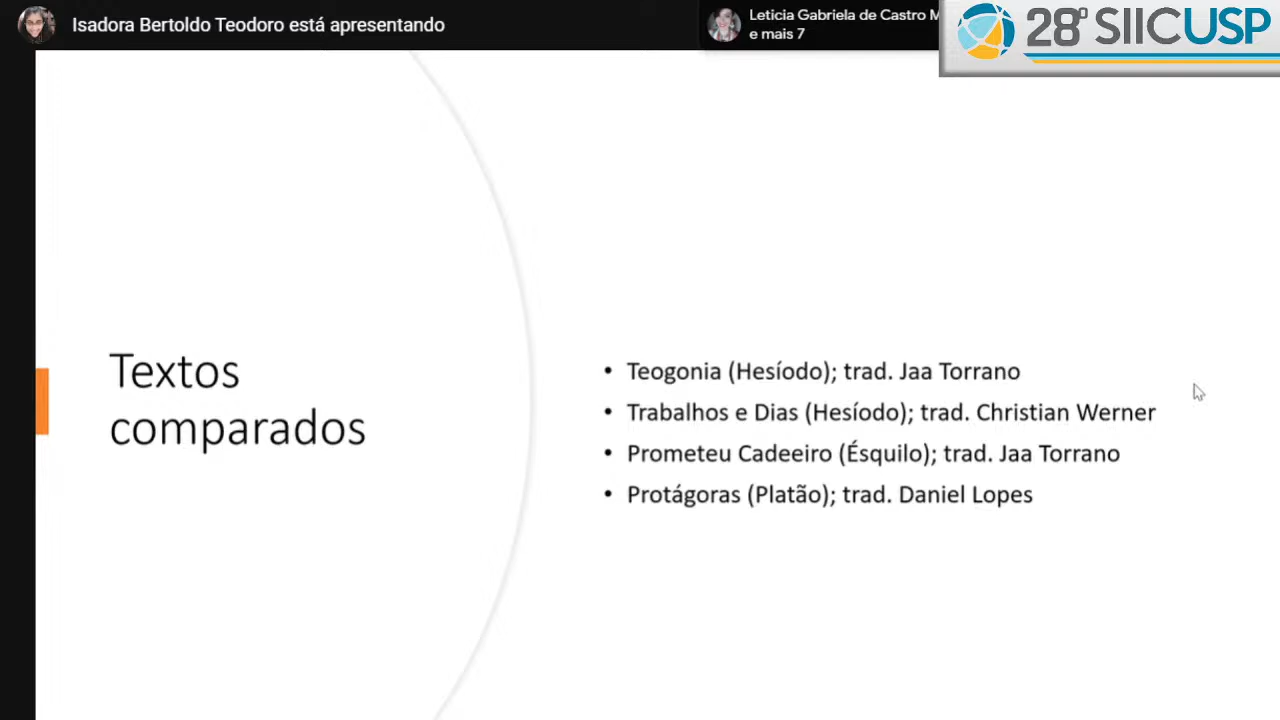 Isadora Bertoldo Teodoro está apresentando
Leticia Gabriela de Castro M
e mais 7
28º SIICUSP
Textos
comparados
• Teogonia (Hesíodo); trad. Jaa Torrano
• Trabalhos e Dias (Hesíodo); trad. Christian Werner
• Prometeu Cadeeiro (Ésquilo); trad. Jaa Torrano
• Protágoras (Platão); trad. Daniel Lopes